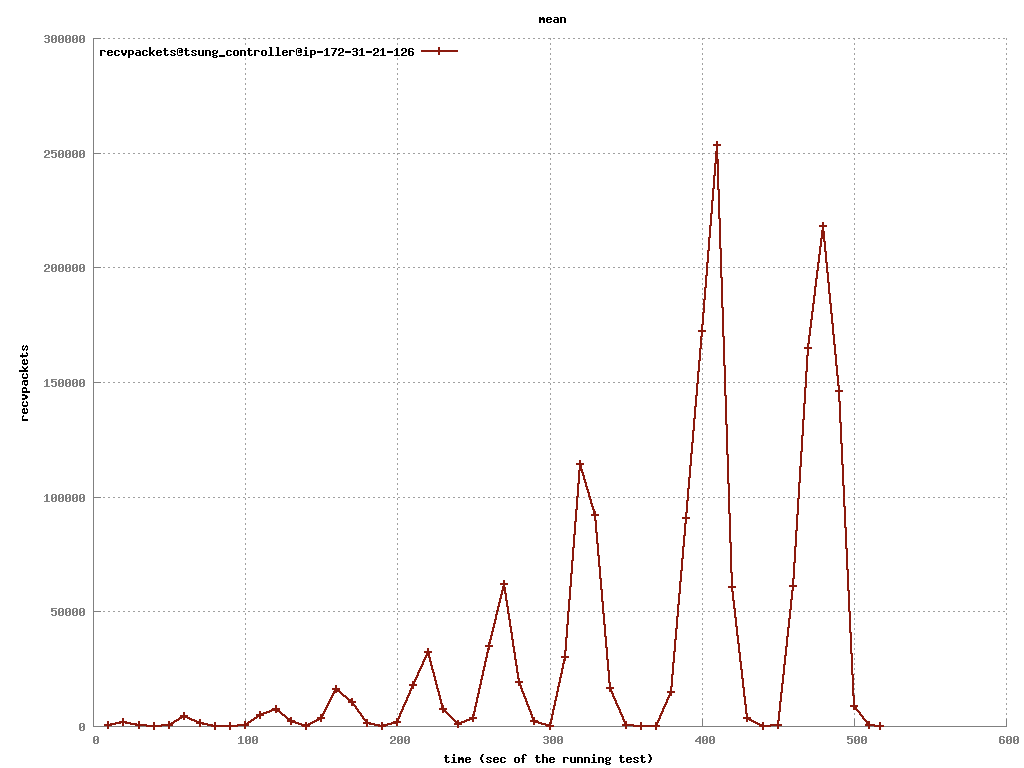 mean
300000
recvpackets@tsung_controller@ip-172-31-21-126
250000
200000
150000
recvpackets
100000
50000
0
0 100 200 300 400 500 600
time (sec of the running test)